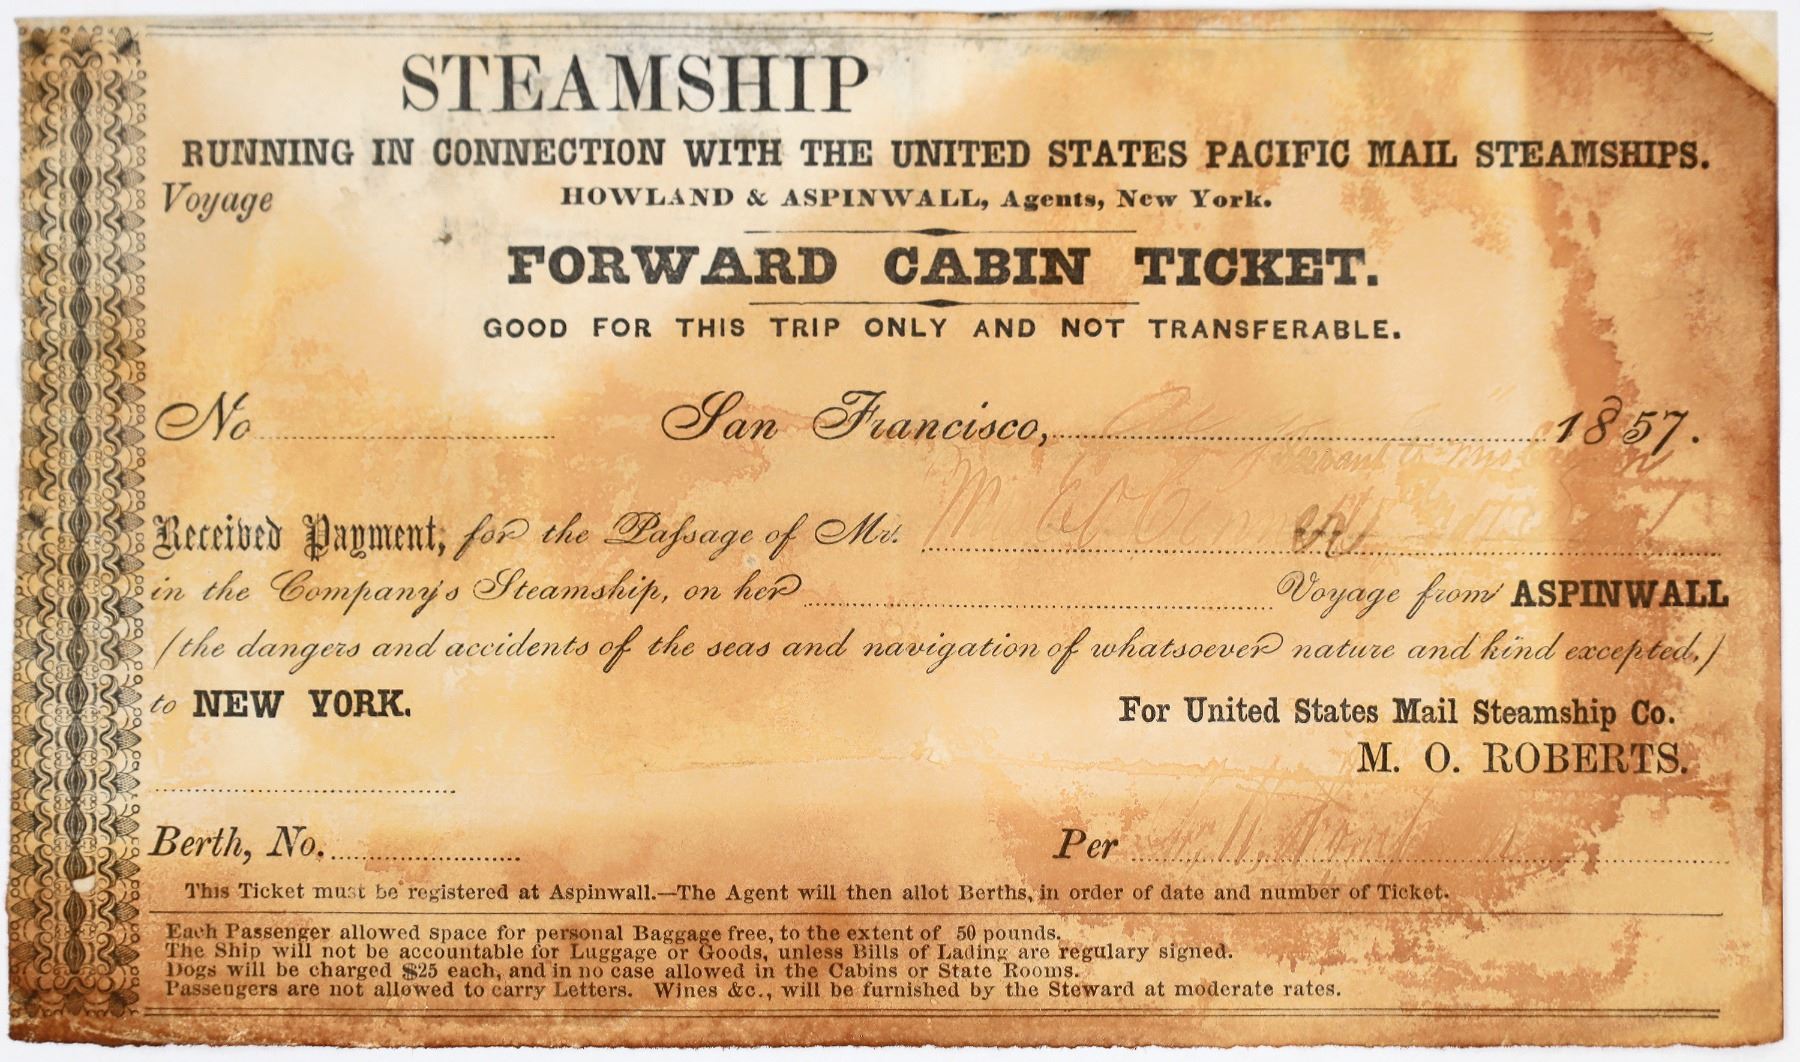 STEAMSHIP
RUNNING IN CONNECTION WITH THE UNITED STATES PACIFIC MAIL STEAMSHIPS.
Voyage HOWLAND & ASPINWALL, Agents, New York.
FORWARD CABIN TICKET.
GOOD FOR THIS TRIP ONLY AND NOT TRANSFERABLE.
No San Francisco, 1857.
Received Payment, for the Passage of Mr.
in the Company's Steamship, on her Voyage from ASPINWALL
(the dangers and accidents of the seas and navigation of whatsoever nature and kind excepted,)
to NEW YORK. For United States Mail Steamship Co.
M. O. ROBERTS.
Berth, No. Per
This Ticket must be registered at Aspinwall.—The Agent will then allot Berths, in order of date and number of Ticket.
Each Passenger allowed space for personal Baggage free, to the extent of 50 pounds.
The Ship will not be accountable for Luggage or Goods, unless Bills of Lading are regulary signed.
Dogs will be charged $25 each, and in no case allowed in the Cabins or State Rooms.
Passengers are not allowed to carry Letters. Wines &c., will be furnished by the Steward at moderate rates.